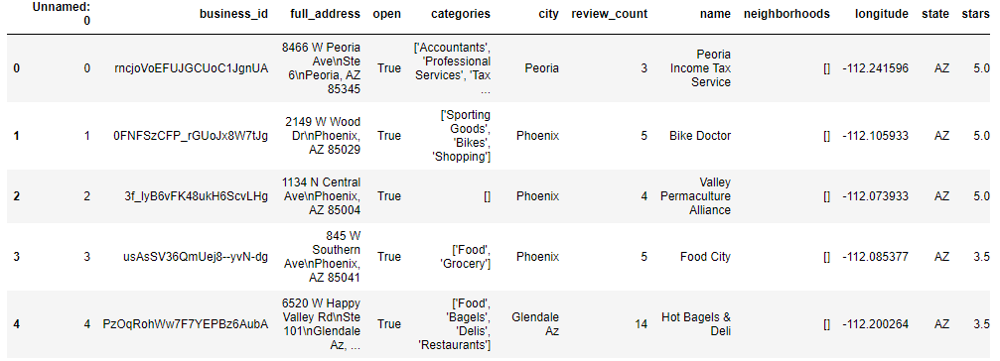 Unnamed: 0 business_id full_address open categories city review_count name neighborhoods longitude state stars
0 0 rncjoVoEFUJGCUoC1JgnUA 8466 W Peoria Ave\nSte 6\nPeoria, AZ 85345 True ['Accountants', 'Professional Services', 'Tax ... Peoria 3 Peoria Income Tax Service [] -112.241596 AZ 5.0
1 1 0FNFSzCFP_rGUoJx8W7tJg 2149 W Wood Dr\nPhoenix, AZ 85029 True ['Sporting Goods', 'Bikes', 'Shopping'] Phoenix 5 Bike Doctor [] -112.105933 AZ 5.0
2 2 3f_lyB6vFK48ukH6ScvLHg 1134 N Central Ave\nPhoenix, AZ 85004 True [] Phoenix 4 Valley Permaculture Alliance [] -112.073933 AZ 5.0
3 3 usAsSV36QmUej8--yvN-dg 845 W Southern Ave\nPhoenix, AZ 85041 True ['Food', 'Grocery'] Phoenix 5 Food City [] -112.085377 AZ 3.5
4 4 PzOqRohWw7F7YEPBz6AubA 6520 W Happy Valley Rd\nSte 101\nGlendale Az, ... True ['Food', 'Bagels', 'Delis', 'Restaurants'] Glendale Az 14 Hot Bagels & Deli [] -112.200264 AZ 3.5